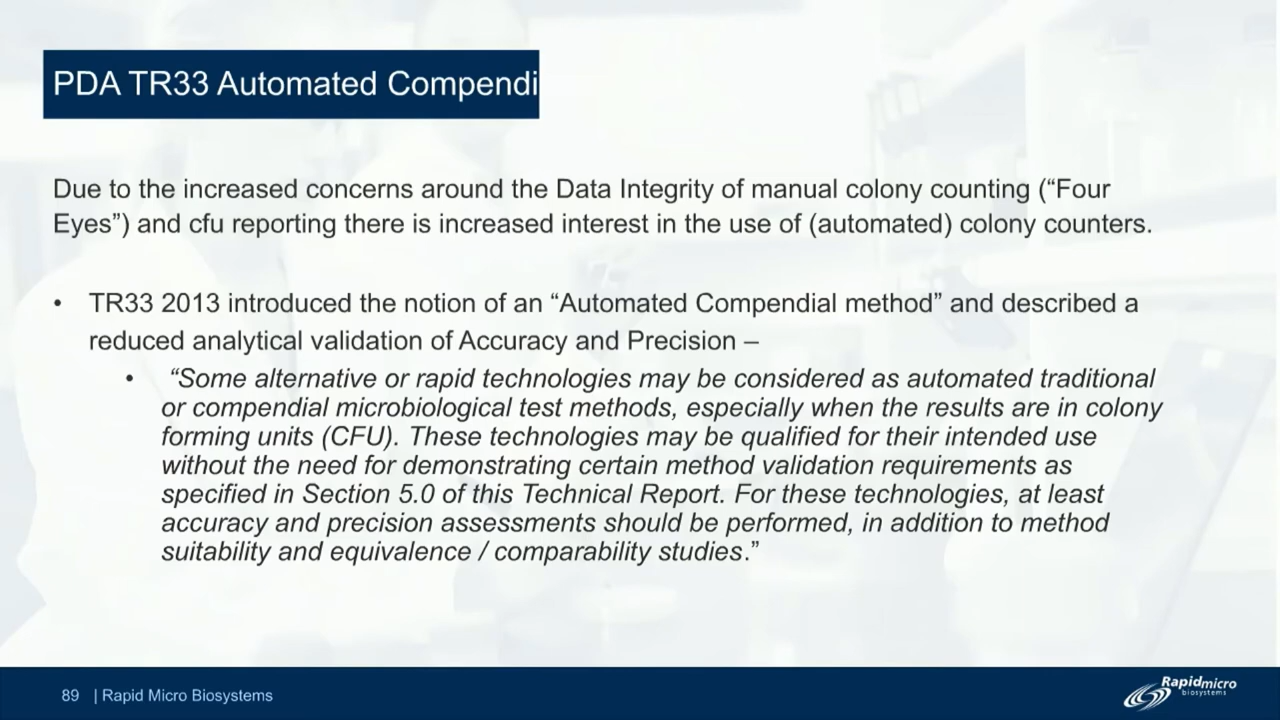 PDA TR33 Automated Compendi
Due to the increased concerns around the Data Integrity of manual colony counting (“Four
Eyes”) and cfu reporting there is increased interest in the use of (automated) colony counters.
• TR33 2013 introduced the notion of an “Automated Compendial method” and described a
reduced analytical validation of Accuracy and Precision –
• “Some alternative or rapid technologies may be considered as automated traditional
or compendial microbiological test methods, especially when the results are in colony
forming units (CFU). These technologies may be qualified for their intended use
without the need for demonstrating certain method validation requirements as
specified in Section 5.0 of this Technical Report. For these technologies, at least
accuracy and precision assessments should be performed, in addition to method
suitability and equivalence / comparability studies.”
89 | Rapid Micro Biosystems
Rapidmicro
biosystems